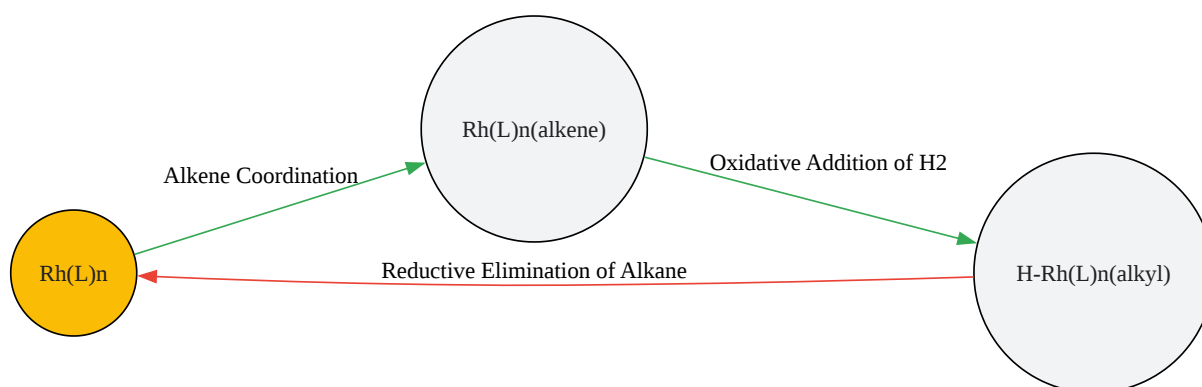 Rh(L)n(alkene)
Alkene Coordination
Oxidative Addition of H2
Rh(L)n
Reductive Elimination of Alkane
H-Rh(L)n(alkyl)